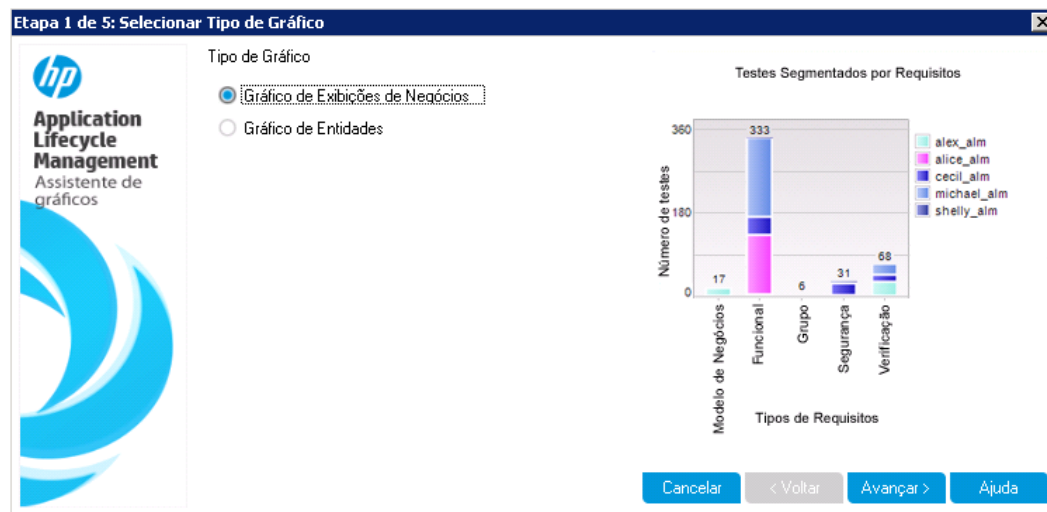 Etapa 1 de 5: Selecionar Tipo de Gráfico
hp
Application
Lifecycle
Management
Assistente de
gráficos
Tipo de Gráfico
Gráfico de Exibições de Negócios
Gráfico de Entidades
Testes Segmentados por Requisitos
Número de testes
360
180
0
17
333
6
31
68
Modelo de Negócios
Funcional
Grupo
Segurança
Verificação
Tipos de Requisitos
alex_alm
alice_alm
cecil_alm
michael_alm
shelly_alm
Cancelar
< Voltar
Avançar >
Ajuda